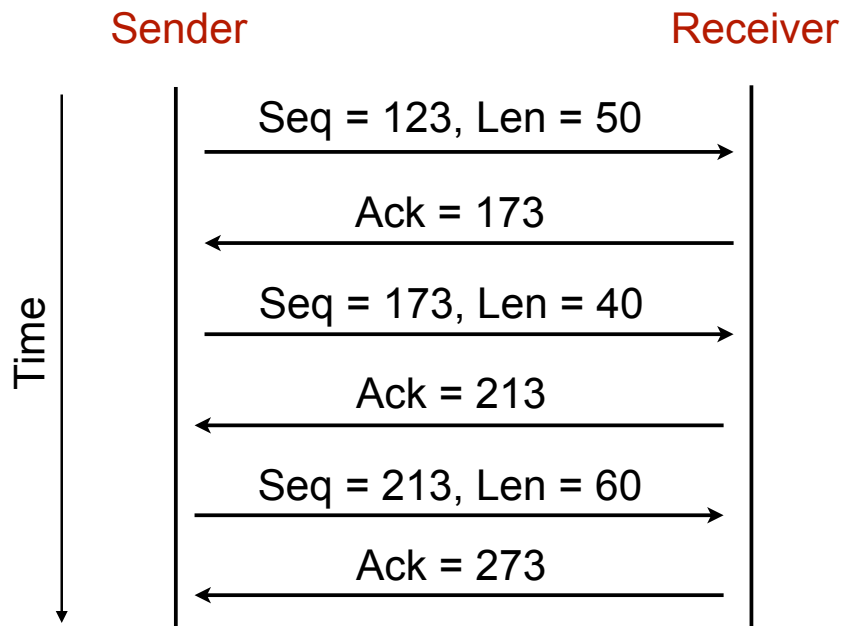 Sender
Receiver
Seq = 123, Len = 50
Ack = 173
Seq = 173, Len = 40
Time
Ack = 213
Seq = 213, Len = 60
Ack = 273